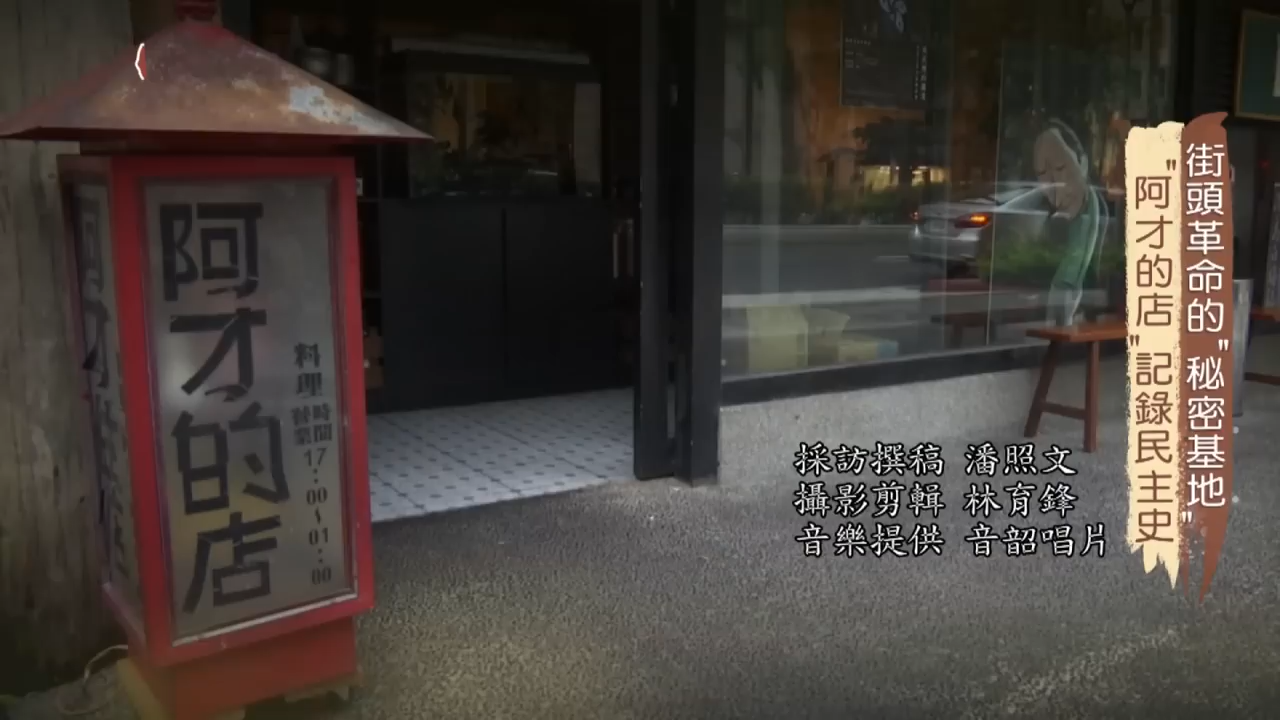 阿才的店
料理
營業時間
17:00~01:00
街頭革命的"秘密基地"
"阿才的店"記錄民主史
採訪撰稿 潘照文
攝影剪輯 林育鋒
音樂提供 音韶唱片